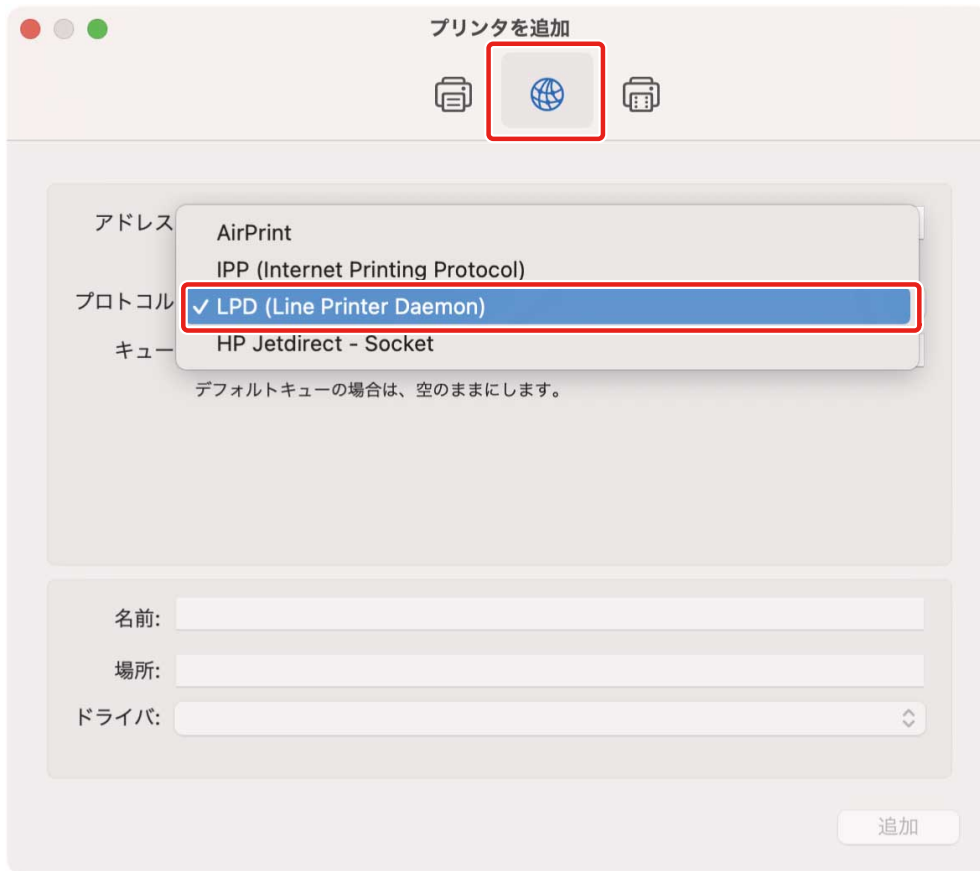 プリンタを追加
アドレス
AirPrint
IPP (Internet Printing Protocol)
プロトコル
✓ LPD (Line Printer Daemon)
キュー
HP Jetdirect - Socket
デフォルトキューの場合は、空のままにします。
名前:
場所:
ドライバ:
追加